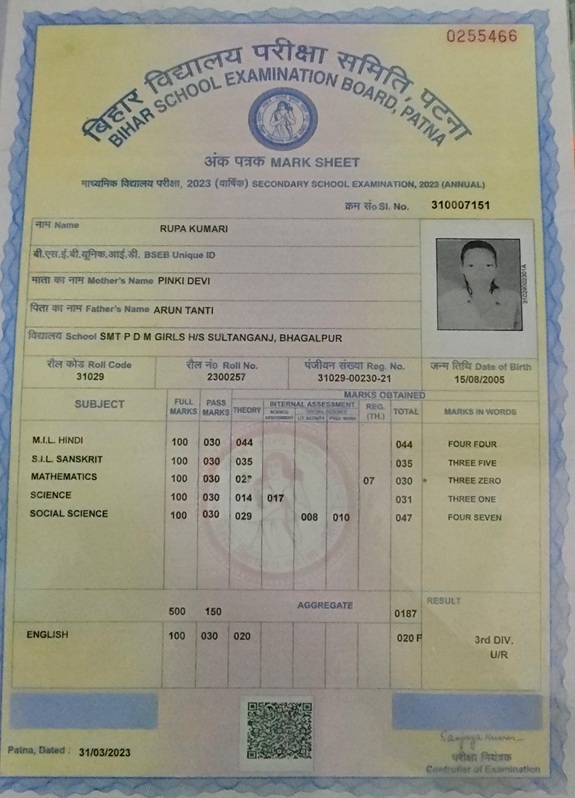 0255466
बिहार विद्यालय परीक्षा समिति, पटना
BIHAR SCHOOL EXAMINATION BOARD, PATNA
अंक पत्रक MARK SHEET
माध्यमिक विद्यालय परीक्षा, 2023 (वार्षिक) SECONDARY SCHOOL EXAMINATION, 2023 (ANNUAL)
क्रम सं० Sl. No. 310007151
नाम Name RUPA KUMARI
बी.एस.ई.बी.यूनिक.आई.डी. BSEB Unique ID
माता का नाम Mother's Name PINKI DEVI
पिता का नाम Father's Name ARUN TANTI
विद्यालय School SMT P D M GIRLS H/S SULTANGANJ, BHAGALPUR
रौल कोड Roll Code रौल नं० Roll No. पंजीयन संख्या Reg. No. जन्म तिथि Date of Birth
31029 2300257 31029-00230-21 15/08/2005
MARKS OBTAINED
SUBJECT FULL MARKS PASS MARKS THEORY INTERNAL ASSESSMENT REG. (TH.) TOTAL MARKS IN WORDS
M.I.L. HINDI 100 030 044 044 FOUR FOUR
S.I.L. SANSKRIT 100 030 035 035 THREE FIVE
MATHEMATICS 100 030 07 030 * THREE ZERO
SCIENCE 100 030 014 017 031 THREE ONE
SOCIAL SCIENCE 100 030 029 008 010 047 FOUR SEVEN
500 150 AGGREGATE 0187 RESULT
ENGLISH 100 030 020 020 F 3rd DIV.
U/R
Patna, Dated : 31/03/2023
परीक्षा नियंत्रक
Controller of Examination